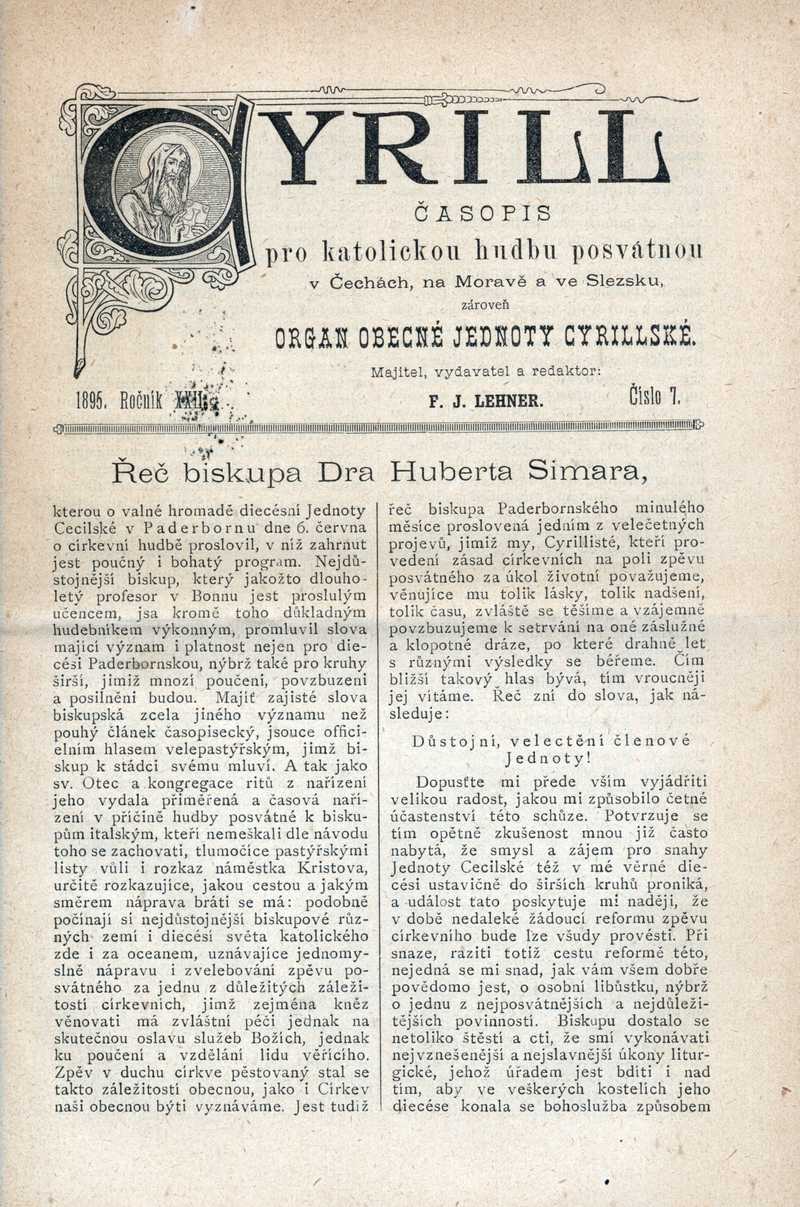 CYRILL
ČASOPIS
pro katolickou hudbu posvátnou
v Čechách, na Moravě a ve Slezsku,
zároveň
ORGAN OBECNÉ JEDNOTY CYRILLSKÉ.
Majitel, vydavatel a redaktor:
1895. Ročník
F. J. LEHNER.
Číslo 7.
Řeč biskupa Dra Huberta Simara,
kterou o valné hromadě diecésní Jednoty
Cecilské v Paderbornu dne 6. června
o církevní hudbě proslovil, v níž zahrnut
jest poučný i bohatý program. Nejdů-
stojnější biskup, který jakožto dlouho-
letý profesor v Bonnu jest proslulým
učencem, jsa kromě toho důkladným
hudebníkem výkonným, promluvil slova
mající význam i platnost nejen pro die-
cési Paderbornskou, nýbrž také pro kruhy
širší, jimiž mnozí poučeni, povzbuzeni
a posilněni budou. Majíť zajisté slova
biskupská zcela jiného významu než
pouhý článek časopisecký, jsouce offici-
elním hlasem velepastýřským, jimž bi-
skup k stádci svému mluví. A tak jako
sv. Otec a kongregace ritů z nařízení
jeho vydala přiměřená a časová naří-
zení v příčině hudby posvátné k bisku-
pům italským, kteří nemeškali dle návodu
toho se zachovati, tlumočíce pastýřskými
listy vůli i rozkaz náměstka Kristova,
určitě rozkazujíce, jakou cestou a jakým
směrem náprava bráti se má: podobně
počínají si nejdůstojnější biskupové růz-
ných zemí i diecésí světa katolického
zde i za oceanem, uznávajíce jednomy-
slně nápravu i zvelebování zpěvu po-
svátného za jednu z důležitých záleži-
tostí církevních, jimž zejména kněz
věnovati má zvláštní péči jednak na
skutečnou oslavu služeb Božích, jednak
ku poučení a vzdělání lidu věřícího.
Zpěv v duchu církve pěstovaný stal se
takto záležitostí obecnou, jako i Církev
naši obecnou býti vyznáváme. Jest tudíž
řeč biskupa Paderbornského minulého
měsíce proslovená jedním z velečetných
projevů, jimiž my, Cyrillisté, kteří pro-
vedení zásad církevních na poli zpěvu
posvátného za úkol životní považujeme,
věnujíce mu tolik lásky, tolik nadšení,
tolik času, zvláště se těšíme a vzájemně
povzbuzujeme k setrvání na oné záslužné
a klopotné dráze, po které drahně let
s různými výsledky se béřeme. Čím
bližší takový hlas bývá, tím vroucněji
jej vítáme. Řeč zní do slova, jak ná-
sleduje:
Důstojní, velectění členové
Jednoty!
Dopusťte mi přede vším vyjádřiti
velikou radost, jakou mi způsobilo četné
účastenství této schůze. Potvrzuje se
tím opětně zkušenost mnou již často
nabytá, že smysl a zájem pro snahy
Jednoty Cecilské též v mé věrné die-
césí ustavičně do širších kruhů proniká,
a událost tato poskytuje mi naději, že
v době nedaleké žádoucí reformu zpěvu
církevního bude lze všudy provésti. Při
snaze, raziti totiž cestu reformě této,
nejedná se mi snad, jak vám všem dobře
povědomo jest, o osobní libůstku, nýbrž
o jednu z nejposvátnějších a nejdůleži-
tějších povinností. Biskupu dostalo se
netoliko štěstí a cti, že smí vykonávati
nejvznešenější a nejslavnější úkony litur-
gické, jehož úřadem jest bdíti i nad
tím, aby ve veškerých kostelích jeho
diecése konala se bohoslužba způsobem